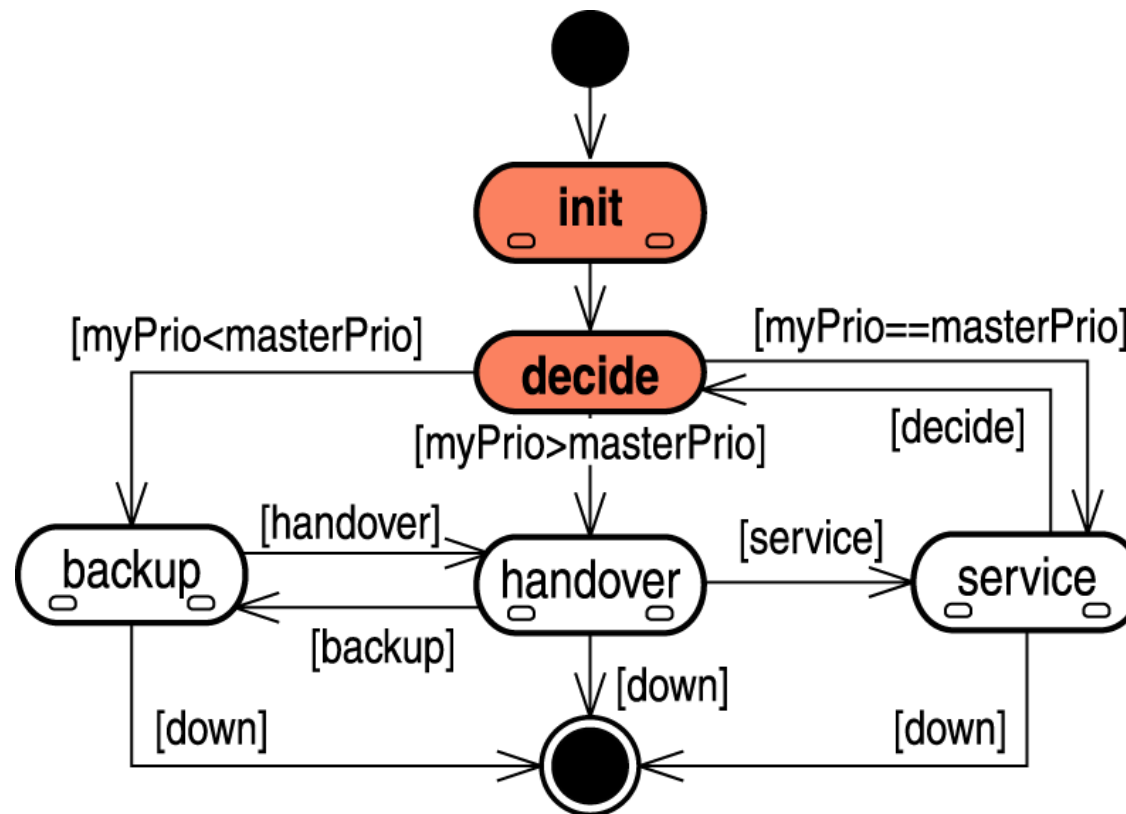 init
[myPrio<masterPrio]
[myPrio==masterPrio]
decide
[decide]
[myPrio>masterPrio]
[handover]
[service]
backup
handover
service
[backup]
[down]
[down]
[down]